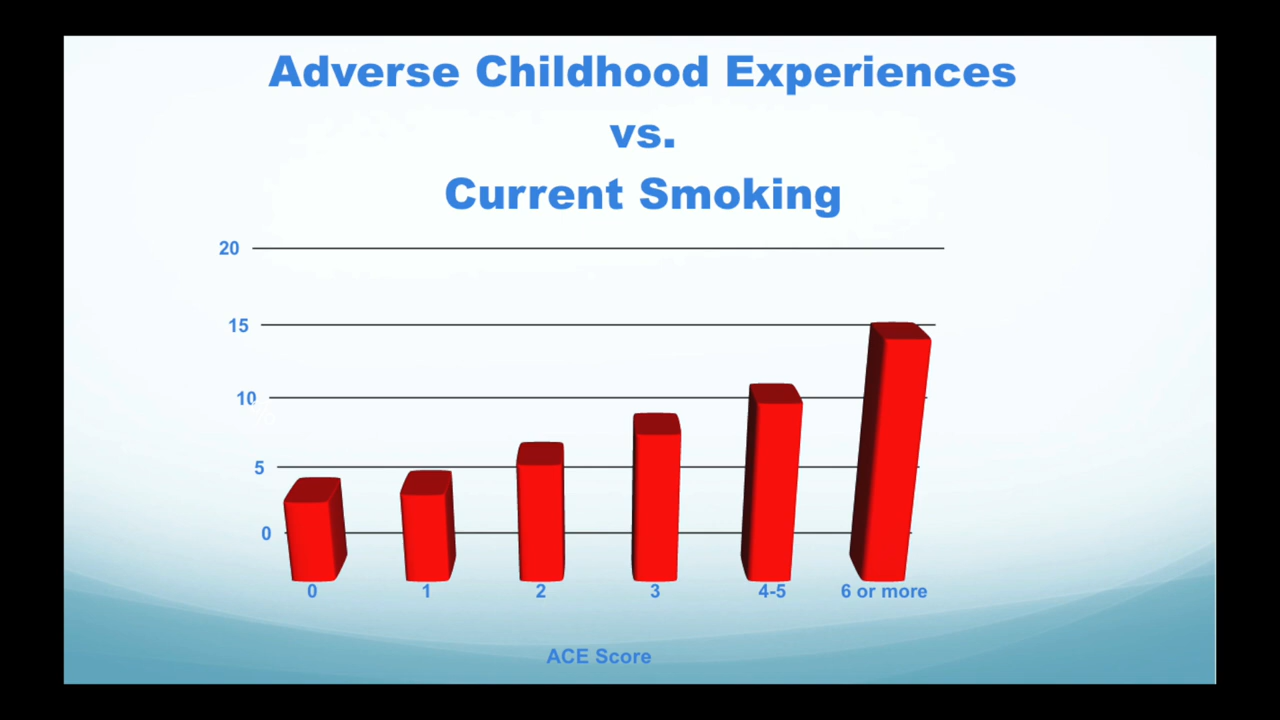 Adverse Childhood Experiences
vs.
Current Smoking
20
15
10
5
0
0 1 2 3 4-5 6 or more
ACE Score